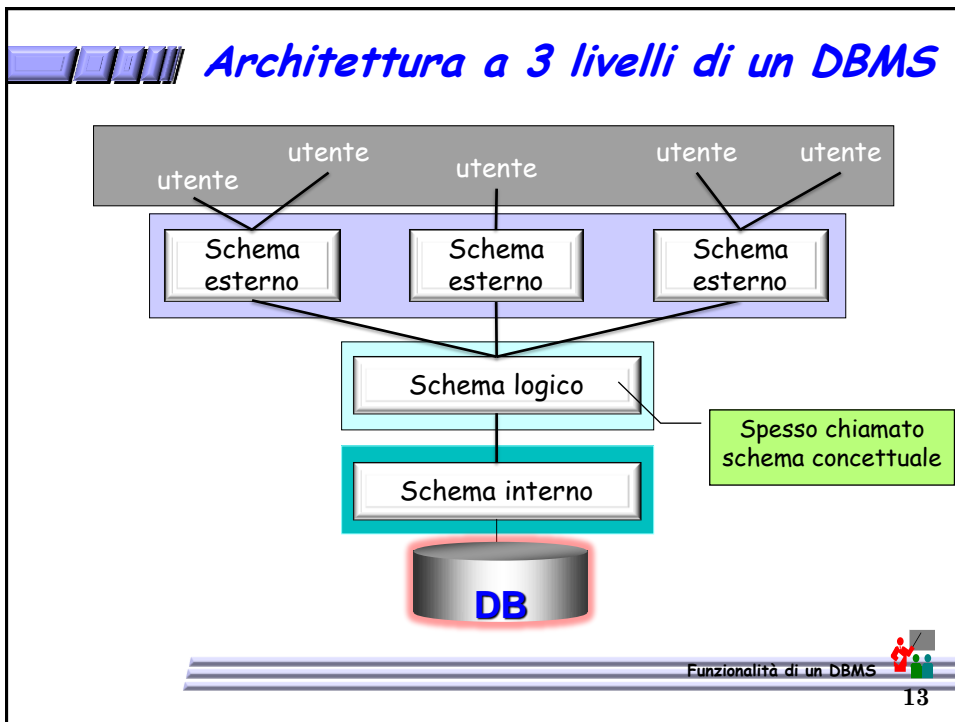 Architettura a 3 livelli di un DBMS
utente
utente
utente
utente
utente
Schema
esterno
Schema
esterno
Schema
esterno
Schema logico
Spesso chiamato
schema concettuale
Schema interno
DB
Funzionalità di un DBMS
13